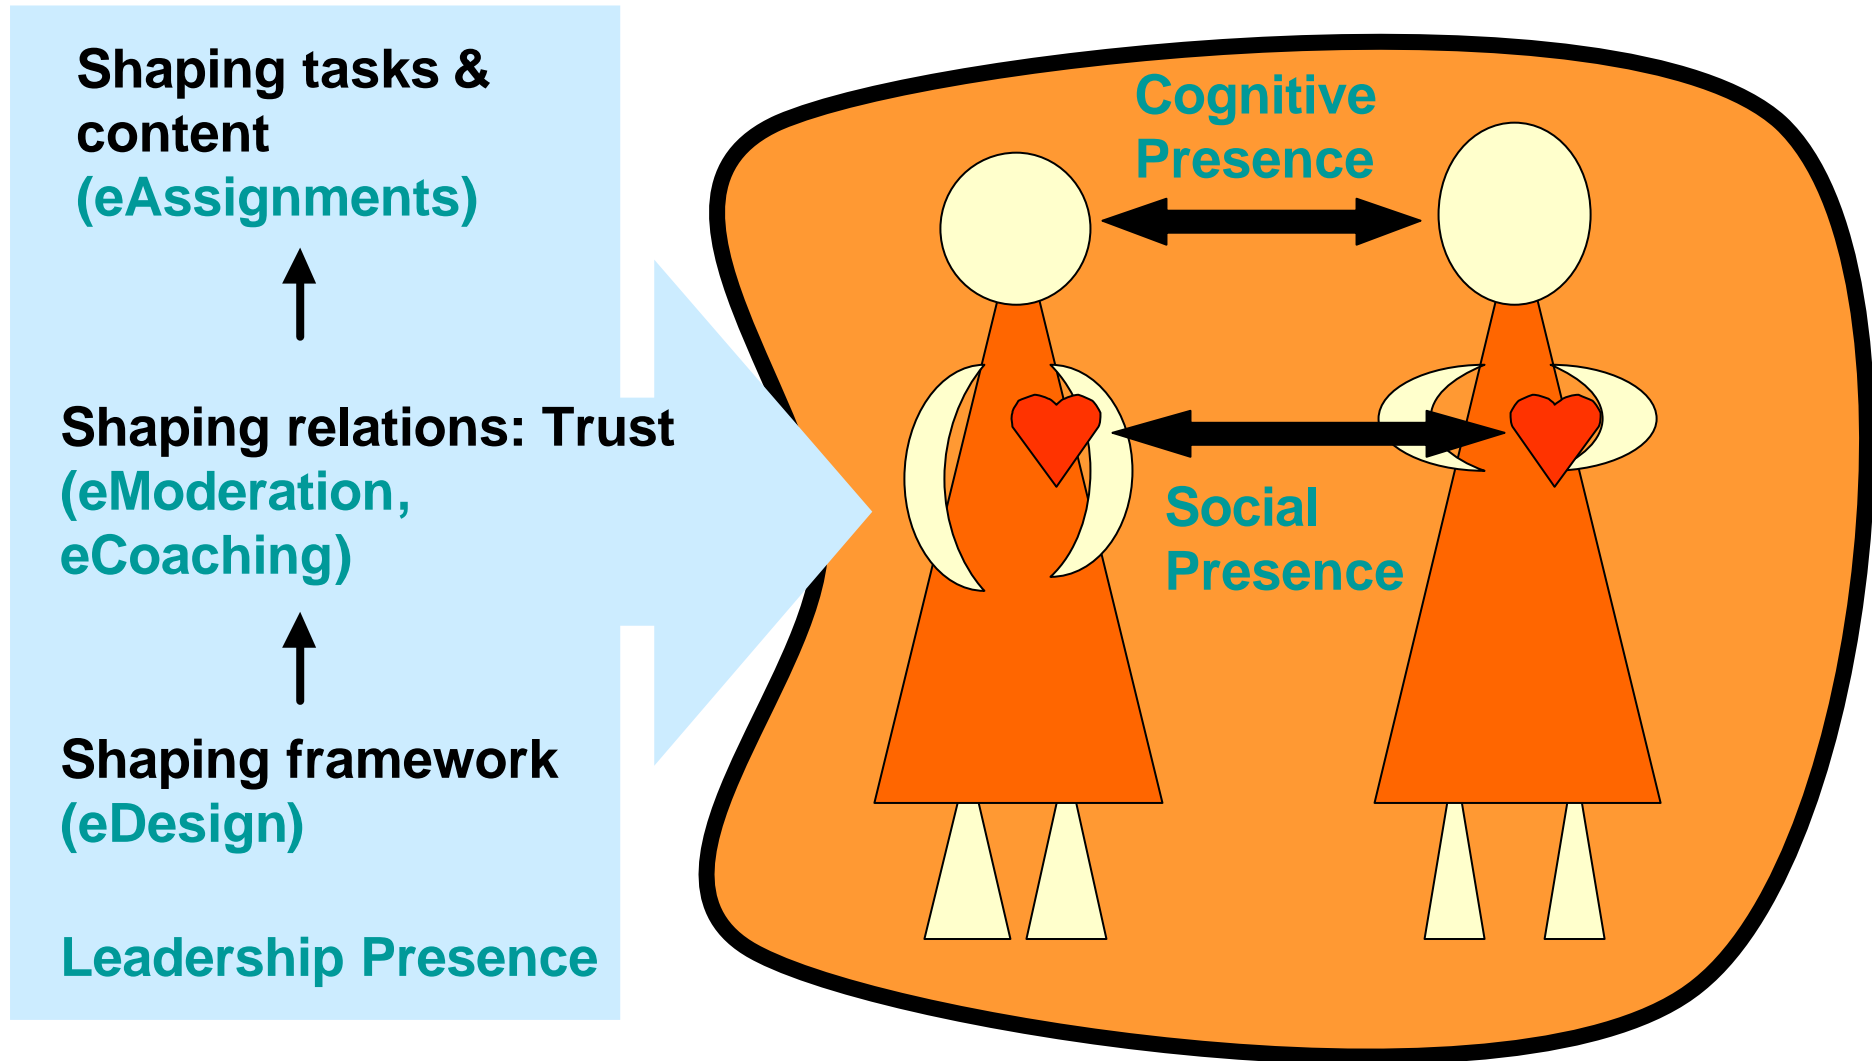 Shaping tasks &
content
(eAssignments)
Shaping relations: Trust
(eModeration,
eCoaching)
Shaping framework
(eDesign)
Leadership Presence
Cognitive
Presence
Social
Presence